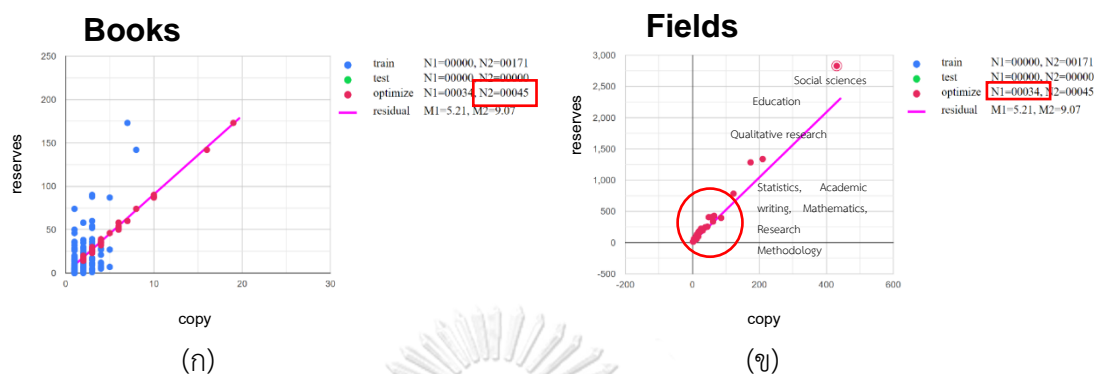 Books
250
200
150
100
50
0
0
10
20
30
reserves
copy
train N1=00000, N2=00171
test N1=00000, N2=00000
optimize N1=00034, N2=00045
residual M1=5.21, M2=9.07
(ก)
Fields
3,000
2,500
2,000
1,500
1,000
500
0
-500
-200
0
200
400
600
reserves
copy
Social sciences
Education
Qualitative research
Statistics, Academic
writing, Mathematics,
Research
Methodology
train N1=00000, N2=00171
test N1=00000, N2=00000
optimize N1=00034, N2=00045
residual M1=5.21, M2=9.07
(ข)